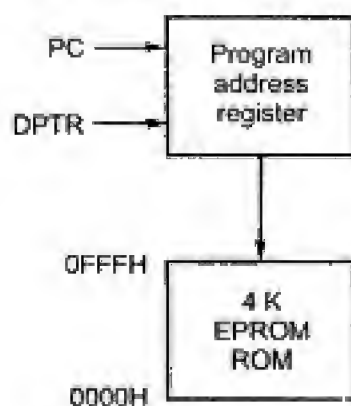 PC
Program
address
register
DPTR
0FFFH
4 K
EPROM
ROM
0000H